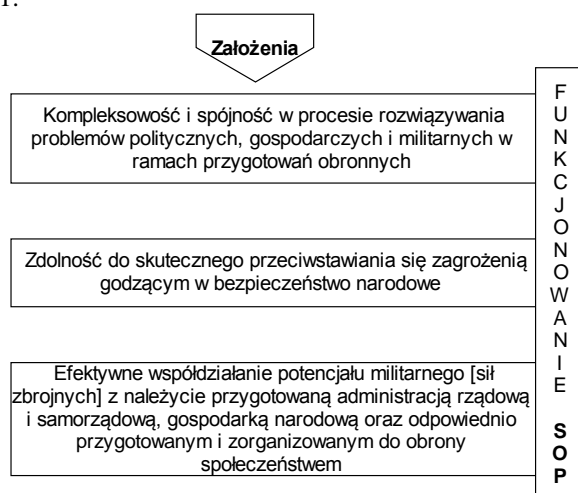 1.
Założenia
Kompleksowość i spójność w procesie rozwiązywania
problemów politycznych, gospodarczych i militarnych w
ramach przygotowań obronnych
Zdolność do skutecznego przeciwstawiania się zagrożenią
godzącym w bezpieczeństwo narodowe
Efektywne współdziałanie potencjału militarnego [sił
zbrojnych] z należycie przygotowaną administracją rządową
i samorządową, gospodarką narodową oraz odpowiednio
przygotowanym i zorganizowanym do obrony
społeczeństwem
F
U
N
K
C
J
O
N
O
W
A
N
I
E
S
O
P